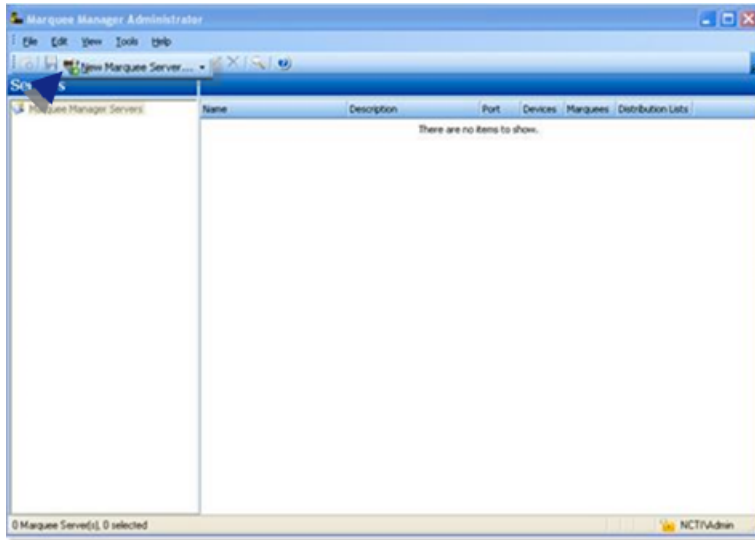 Marquee Manager Administrator
File Edit View Tools Help
New Marquee Server...
Marquee Manager Servers
Name Description Port Devices Marquees Distribution Lists
There are no items to show.
0 Marquee Server(s), 0 selected
NCTI\Admin